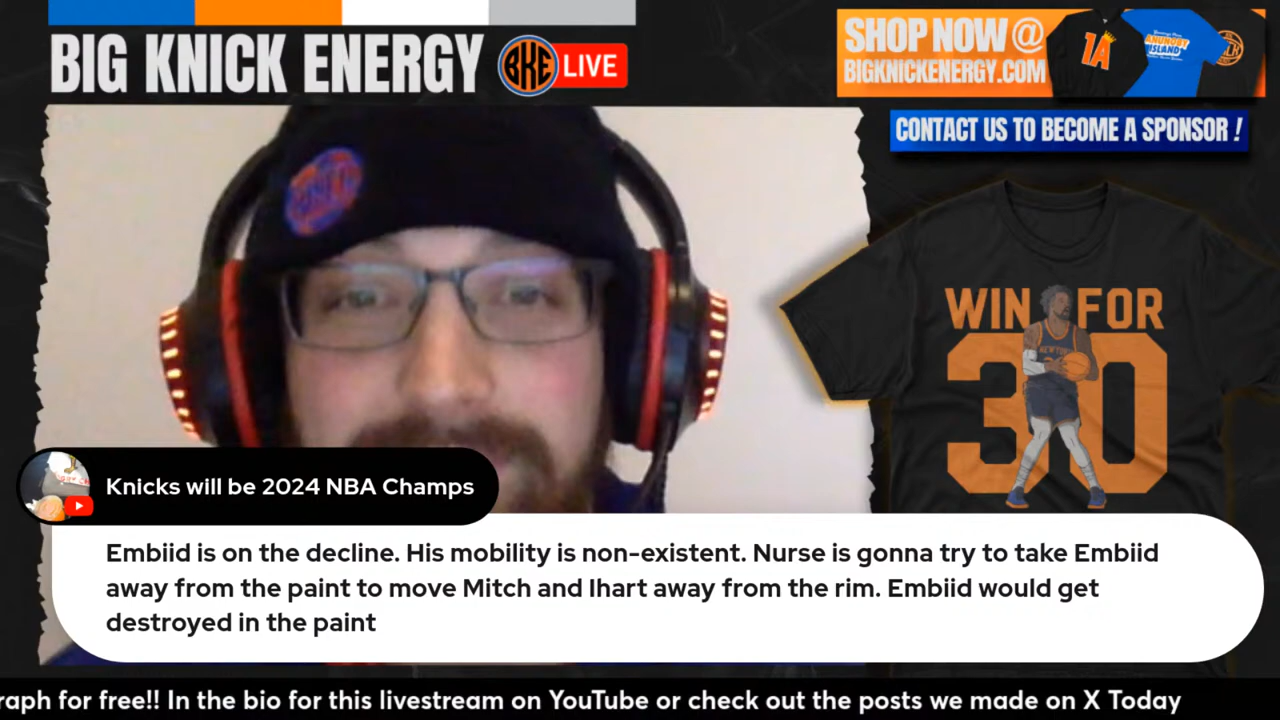 BIG KNICK ENERGY
BKE
LIVE
SHOP NOW @
BIGKNICKENERGY.COM
1A
ANUNOBY
ISLAND
CONTACT US TO BECOME A SPONSOR !
WIN FOR
30
NEW YORK
Knicks will be 2024 NBA Champs
Embiid is on the decline. His mobility is non-existent. Nurse is gonna try to take Embiid
away from the paint to move Mitch and Ihart away from the rim. Embiid would get
destroyed in the paint
raph for free!! In the bio for this livestream on YouTube or check out the posts we made on X Today